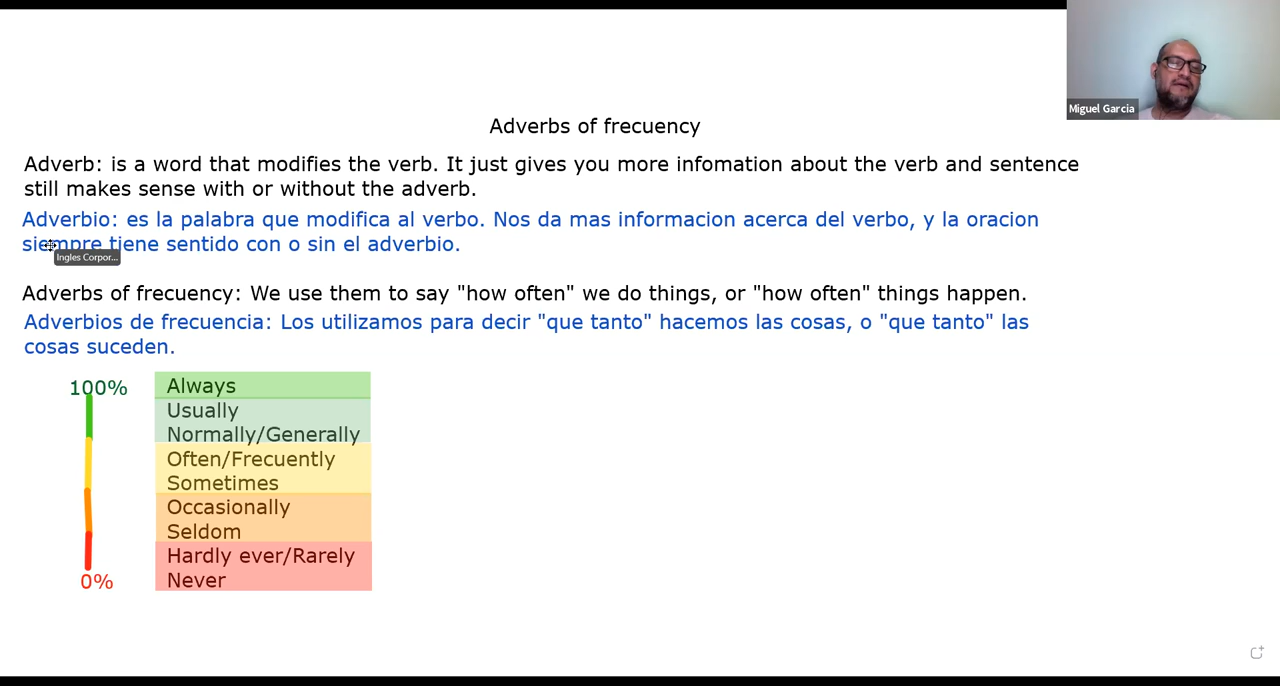 Miguel Garcia
Adverbs of frecuency
Adverb: is a word that modifies the verb. It just gives you more infomation about the verb and sentence
still makes sense with or without the adverb.
Adverbio: es la palabra que modifica al verbo. Nos da mas informacion acerca del verbo, y la oracion
siempre tiene sentido con o sin el adverbio.
Ingles Corpor...
Adverbs of frecuency: We use them to say "how often" we do things, or "how often" things happen.
Adverbios de frecuencia: Los utilizamos para decir "que tanto" hacemos las cosas, o "que tanto" las
cosas suceden.
100%
Always
Usually
Normally/Generally
Often/Frecuently
Sometimes
Occasionally
Seldom
Hardly ever/Rarely
Never
0%